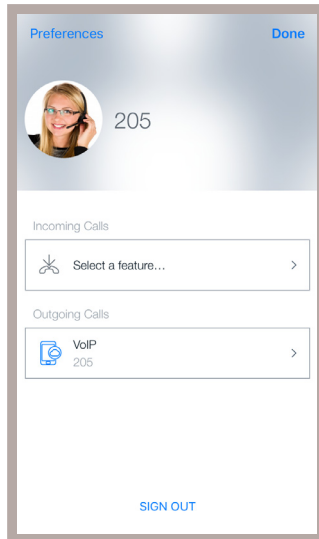 Preferences Done
205
Incoming Calls
Select a feature...
Outgoing Calls
VoIP
205
SIGN OUT